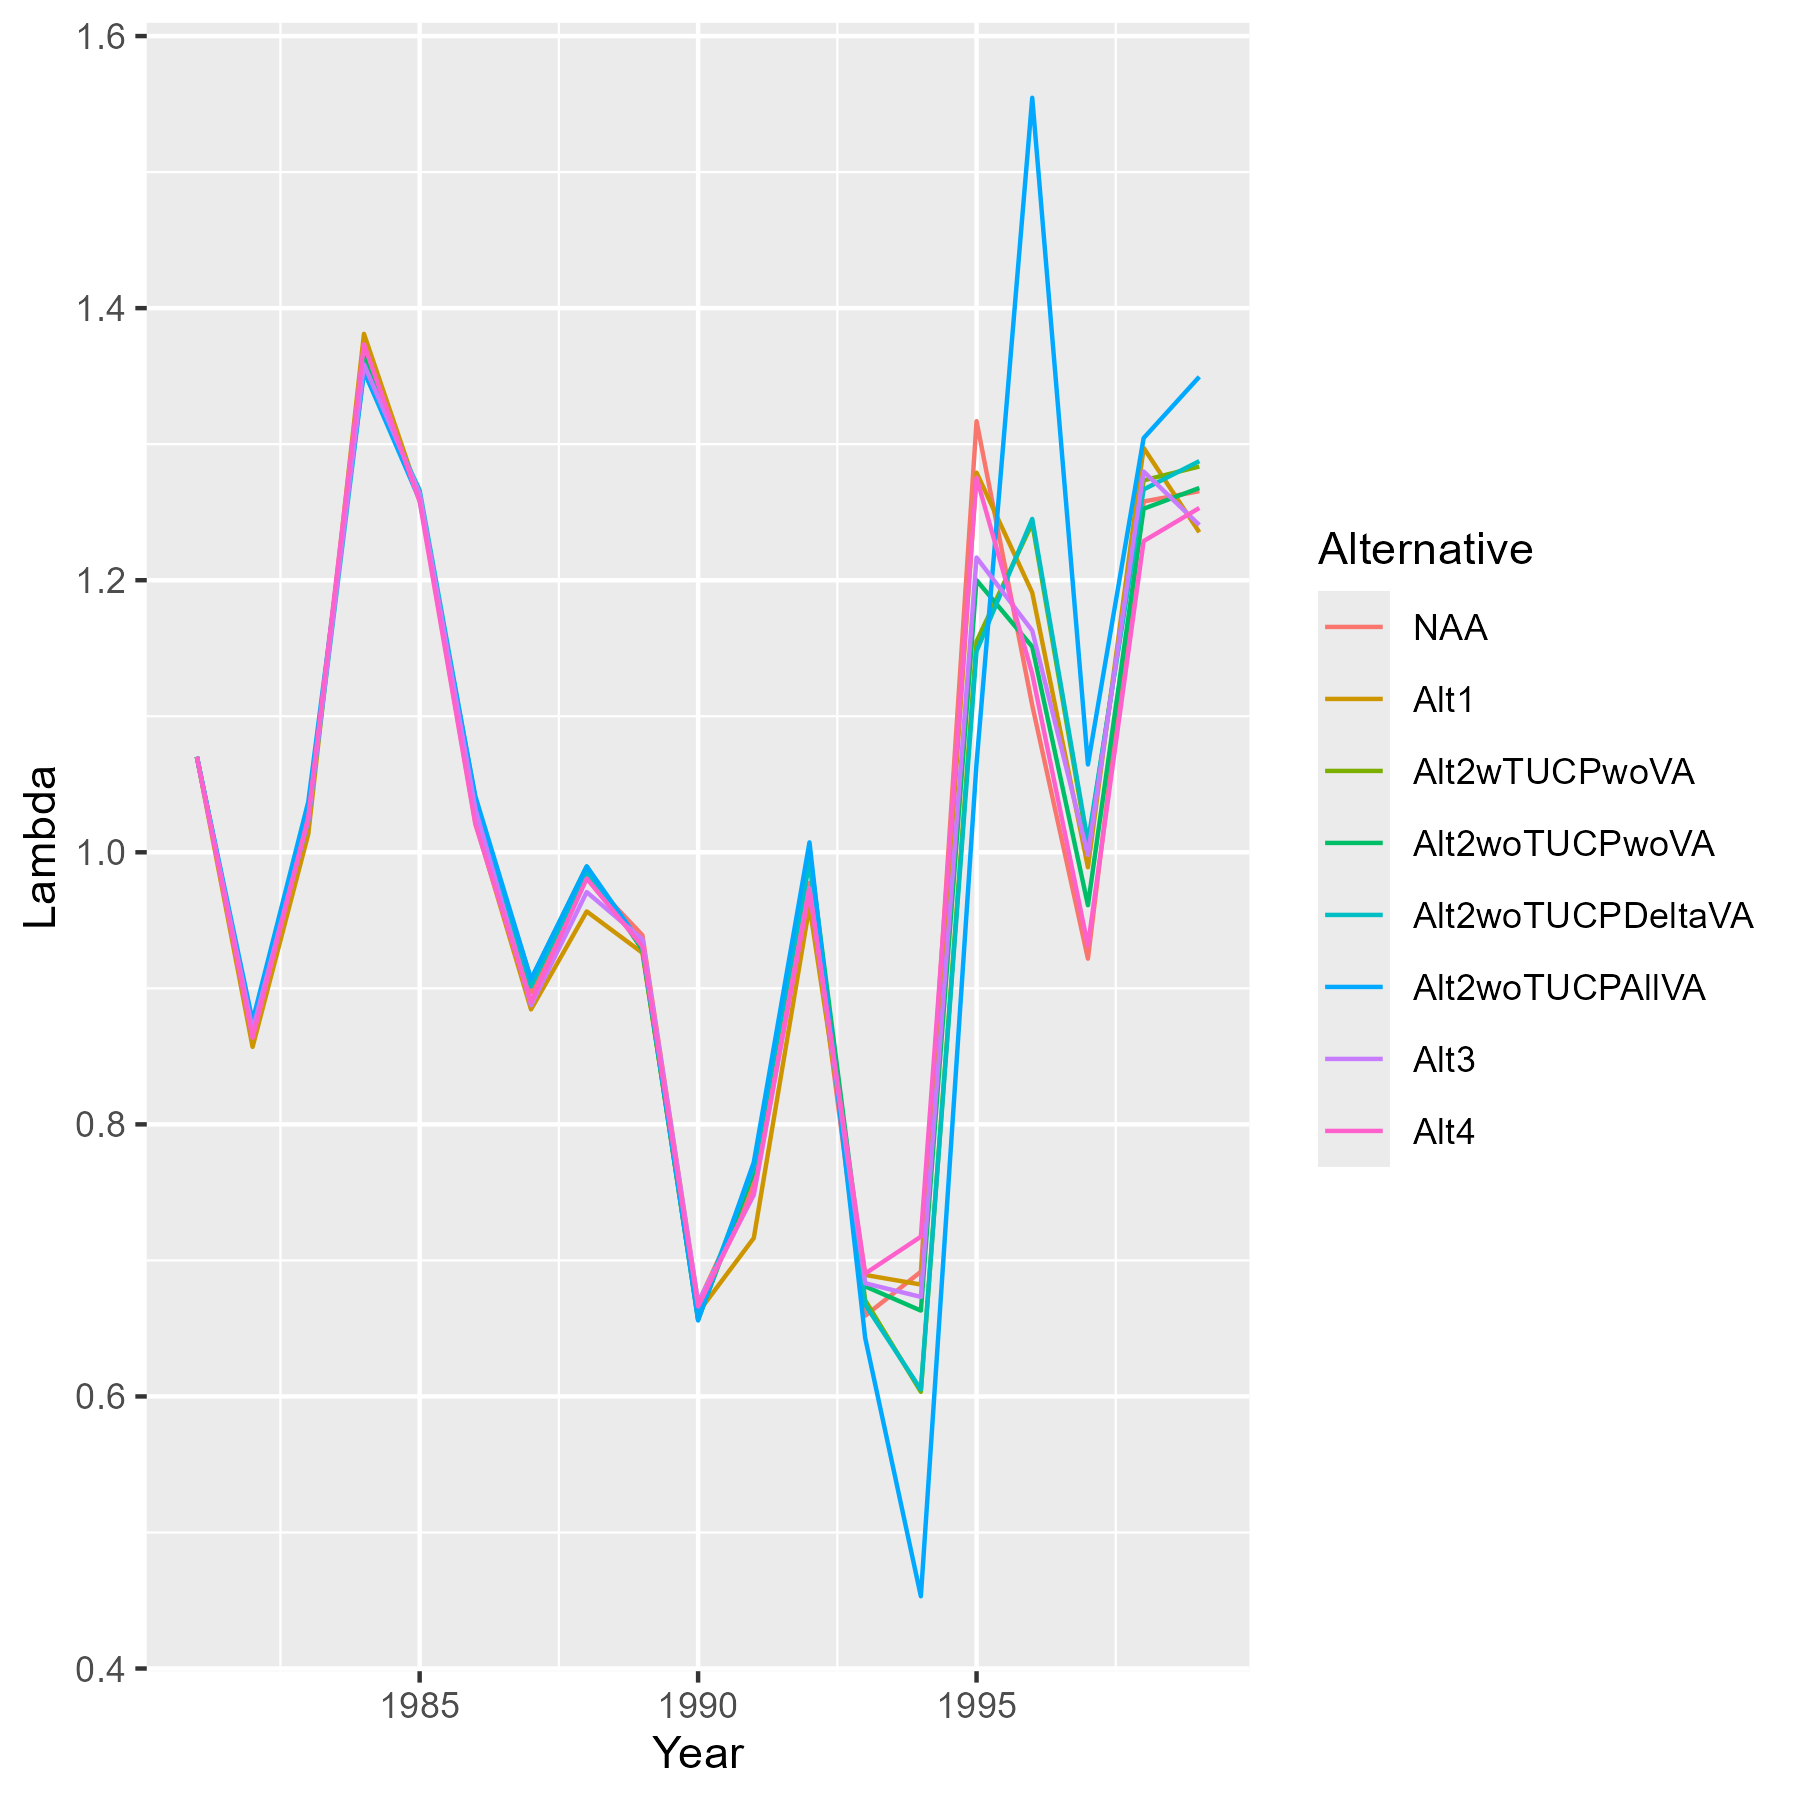 1.6
1.4
1.2
1.0
0.8
0.6
0.4
Lambda
1985 1990 1995
Year
Alternative
NAA
Alt1
Alt2wTUCPwoVA
Alt2woTUCPwoVA
Alt2woTUCPDeltaVA
Alt2woTUCPAllVA
Alt3
Alt4